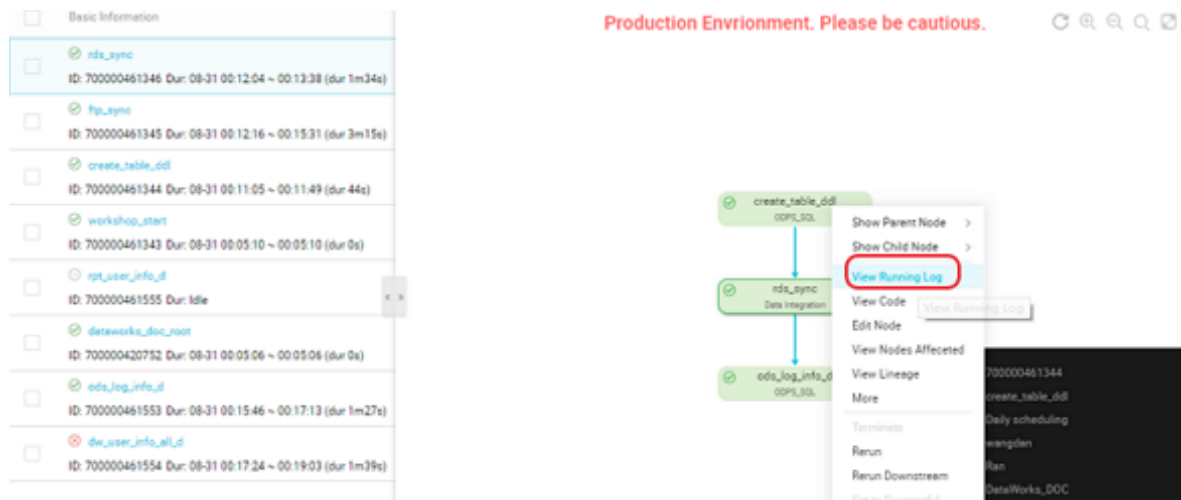 Basic Information
rds_sync
ID: 700000461346 Dur: 08-31 00:12:04 ~ 00:13:38 (dur 1m34s)
ftp_sync
ID: 700000461345 Dur: 08-31 00:12:16 ~ 00:15:31 (dur 3m15s)
create_table_ddl
ID: 700000461344 Dur: 08-31 00:11:05 ~ 00:11:49 (dur 44s)
workshop_start
ID: 700000461343 Dur: 08-31 00:05:10 ~ 00:05:10 (dur 0s)
rpt_user_info_d
ID: 700000461555 Dur: Idle
dataworks_doc_root
ID: 700000420752 Dur: 08-31 00:05:06 ~ 00:05:06 (dur 0s)
ods_log_info_d
ID: 700000461553 Dur: 08-31 00:15:46 ~ 00:17:13 (dur 1m27s)
dw_user_info_all_d
ID: 700000461554 Dur: 08-31 00:17:24 ~ 00:19:03 (dur 1m39s)
Production Envrionment. Please be cautious.
create_table_ddl
ODPS_SQL
rds_sync
Data Integration
ods_log_info_d
ODPS_SQL
Show Parent Node >
Show Child Node >
View Running Log
View Code
View Running Log
Edit Node
View Nodes Affeceted
View Lineage
More
Terminate
Rerun
Rerun Downstream
Set to Successful
700000461344
create_table_ddl
Daily scheduling
wangdan
Ran
DataWorks_DOC